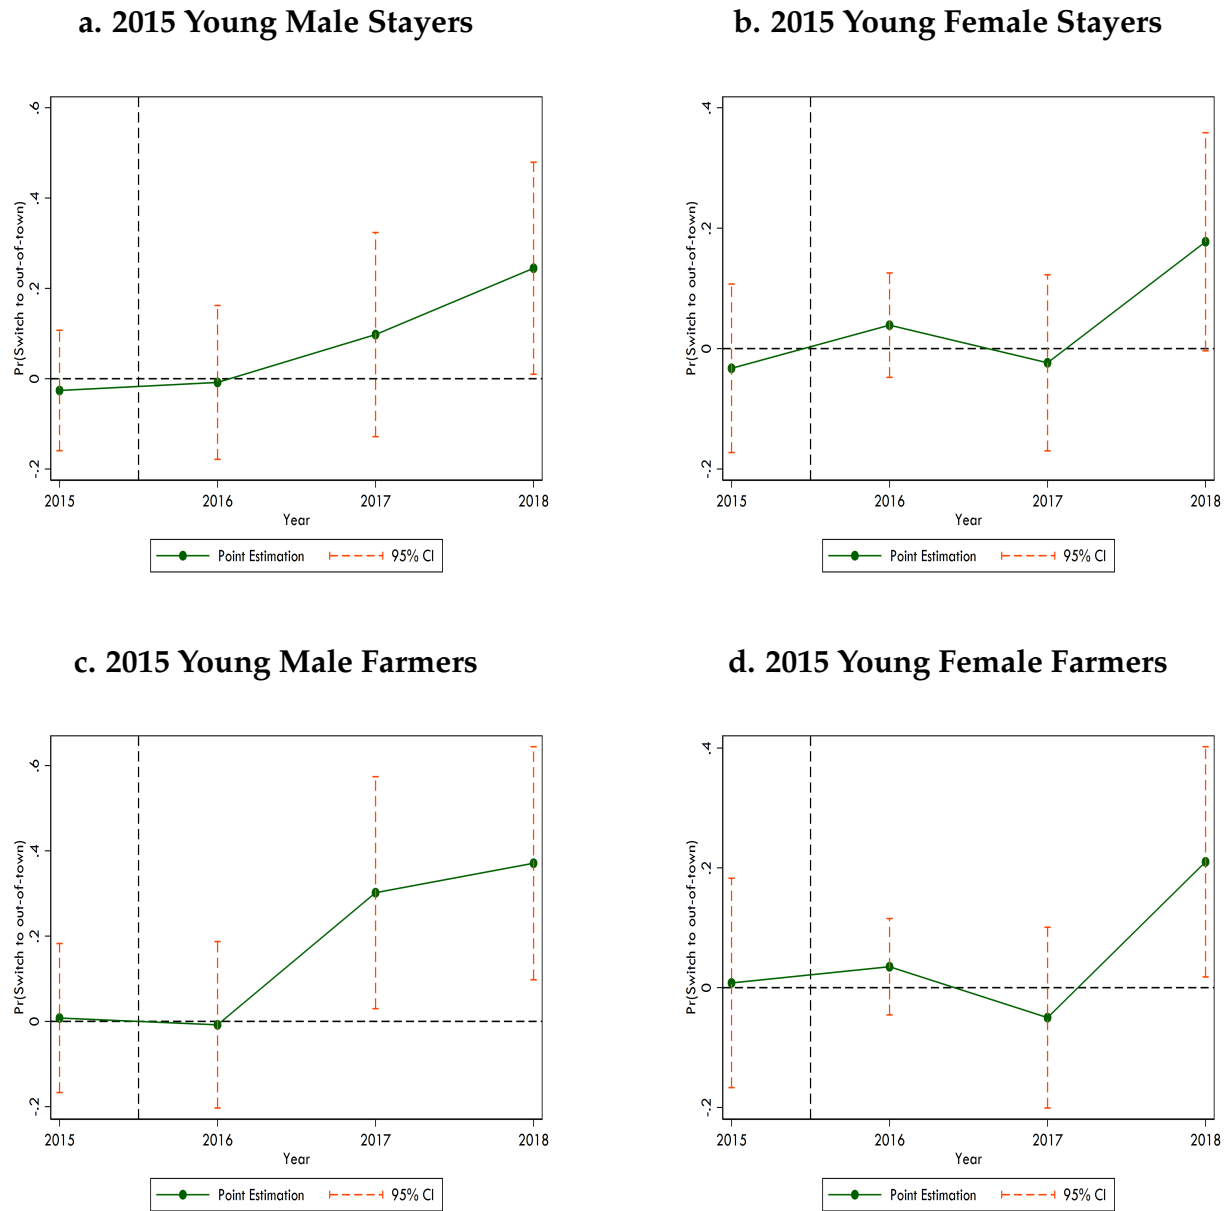 a. 2015 Young Male Stayers
Pr(Switch to out-of-town)
.6
.4
.2
0
-.2
2015 2016 2017 2018
Year
Point Estimation 95% CI
b. 2015 Young Female Stayers
Pr(Switch to out-of-town)
.4
.2
0
-.2
2015 2016 2017 2018
Year
Point Estimation 95% CI
c. 2015 Young Male Farmers
Pr(Switch to out-of-town)
.6
.4
.2
0
-.2
2015 2016 2017 2018
Year
Point Estimation 95% CI
d. 2015 Young Female Farmers
Pr(Switch to out-of-town)
.4
.2
0
-.2
2015 2016 2017 2018
Year
Point Estimation 95% CI